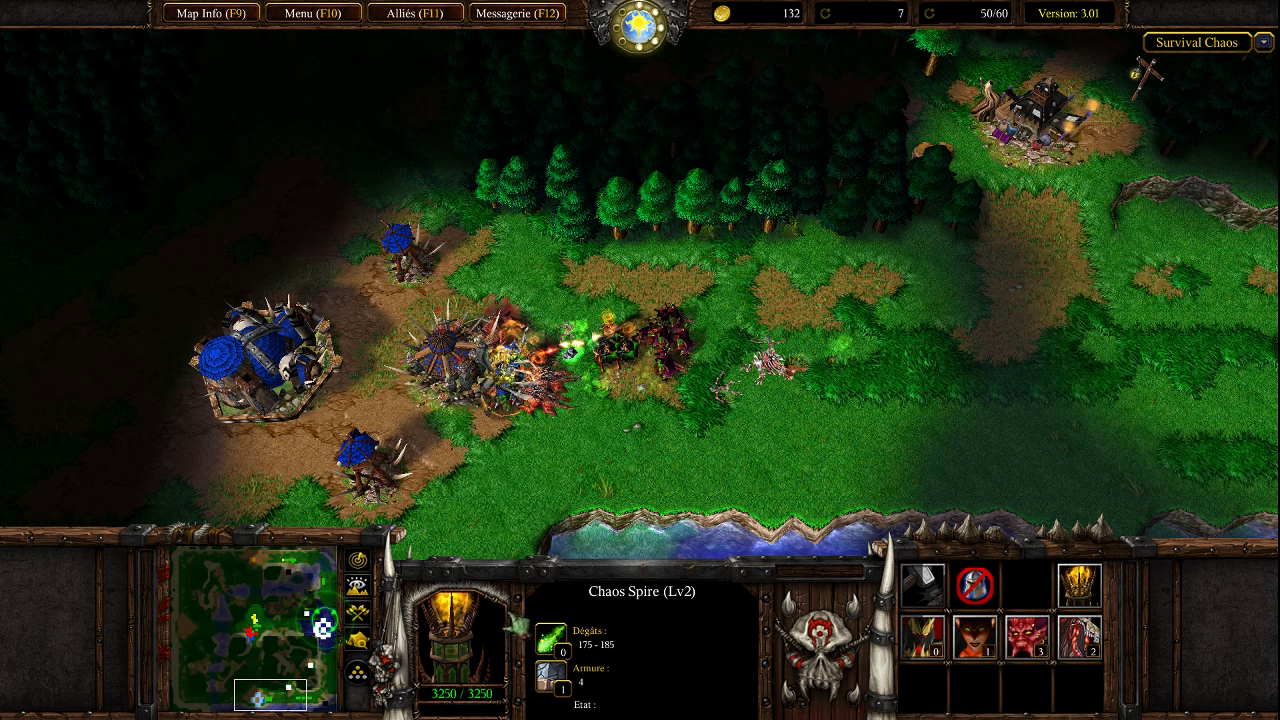 Map Info (F9)
Menu (F10)
Alliés (F11)
Messagerie (F12)
132
7
50/60
Version: 3.01
Survival Chaos
Chaos Spire (Lv2)
Dégâts :
175 - 185
0
Armure :
4
1
Etat :
3250 / 3250
0
1
3
2